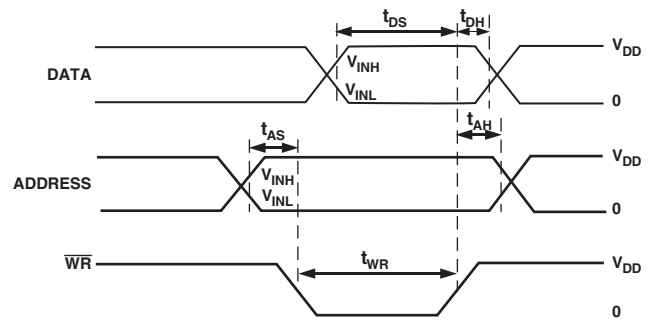 tDS tDH
VDD
DATA
VINH
VINL
0
tAS
tAH
VDD
ADDRESS
VINH
VINL
0
WR
tWR
VDD
0